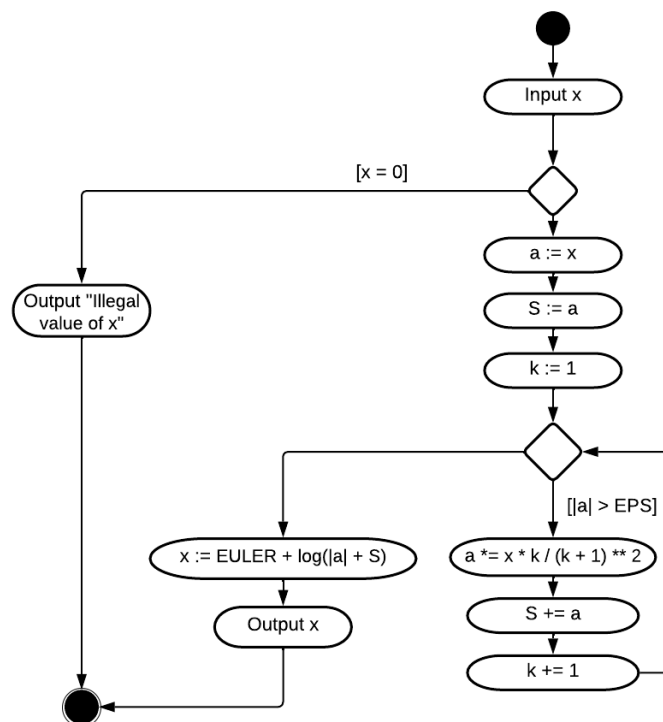 Input x
[x = 0]
a := x
Output "Illegal
value of x"
S := a
k := 1
[|a| > EPS]
x := EULER + log(|a| + S)
a *= x * k / (k + 1) ** 2
Output x
S += a
k += 1